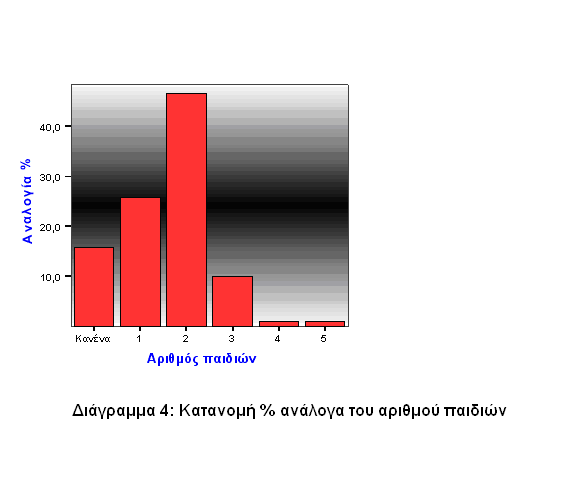 Αναλογία %
40,0
30,0
20,0
10,0
Κανένα 1 2 3 4 5
Αριθμός παιδιών
Διάγραμμα 4: Κατανομή % ανάλογα του αριθμού παιδιών